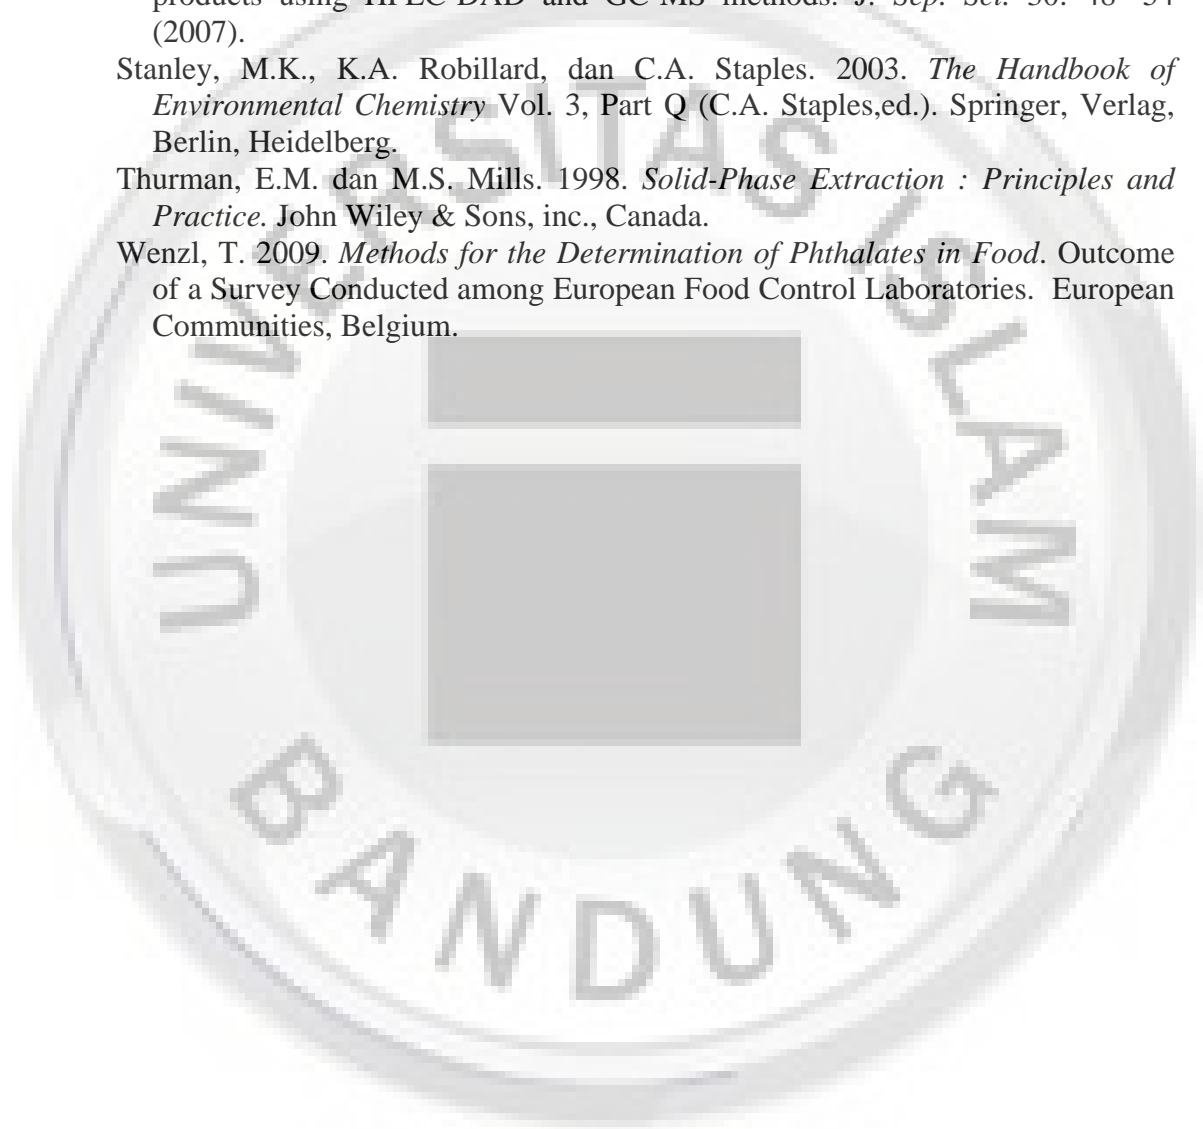 products using HPLC-DAD and GC-MS methods. J. Sep. Sci. 30: 48–54
(2007).
Stanley, M.K., K.A. Robillard, dan C.A. Staples. 2003. The Handbook of
Environmental Chemistry Vol. 3, Part Q (C.A. Staples,ed.). Springer, Verlag,
Berlin, Heidelberg.
Thurman, E.M. dan M.S. Mills. 1998. Solid-Phase Extraction : Principles and
Practice. John Wiley & Sons, inc., Canada.
Wenzl, T. 2009. Methods for the Determination of Phthalates in Food. Outcome
of a Survey Conducted among European Food Control Laboratories. European
Communities, Belgium.
UNIVERSITAS ISLAM
BANDUNG